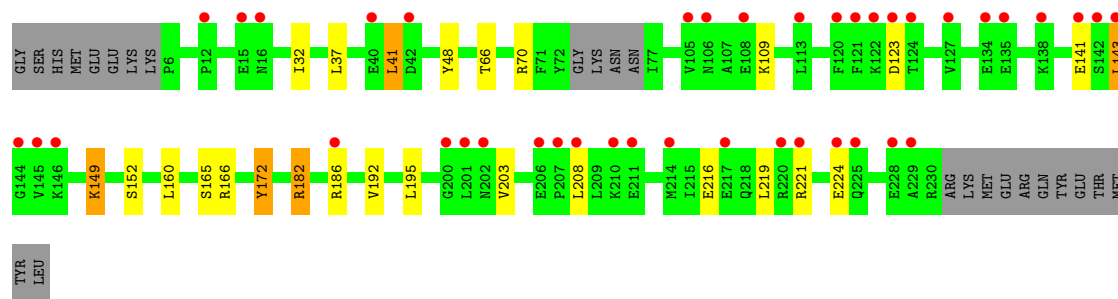 GLY SER HIS MET GLU GLU LYS LYS P6 P12 E15 N16 I32 L37 E40 L41 D42 Y48 T66 R70 F71 Y72 GLY LYS ASN ASN I77 V105 N106 A107 E108 K109 L113 F120 F121 K122 D123 T124 V127 E134 E135 K138 E141 S142 L143
G144 V145 K146 K149 S152 L160 S165 R166 Y172 R182 R186 V192 L195 G200 L201 N202 V203 E206 P207 L208 L209 K210 E211 M214 I215 E216 E217 Q218 L219 R220 R221 E224 Q225 E228 A229 R230 ARG LYS MET GLU ARG GLN TYR GLU THR MET
TYR LEU